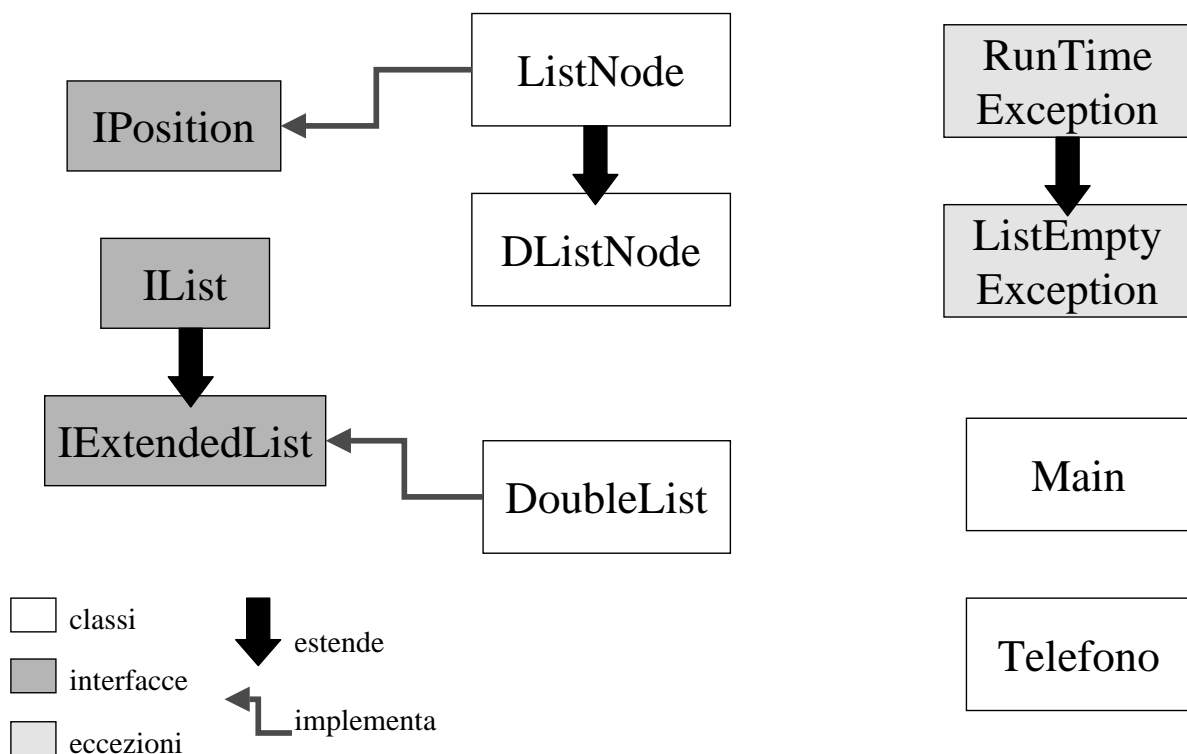 ListNode
RunTime
Exception
IPosition
DListNode
ListEmpty
Exception
IList
IExtendedList
DoubleList
Main
classi
estende
interfacce
implementa
eccezioni
Telefono